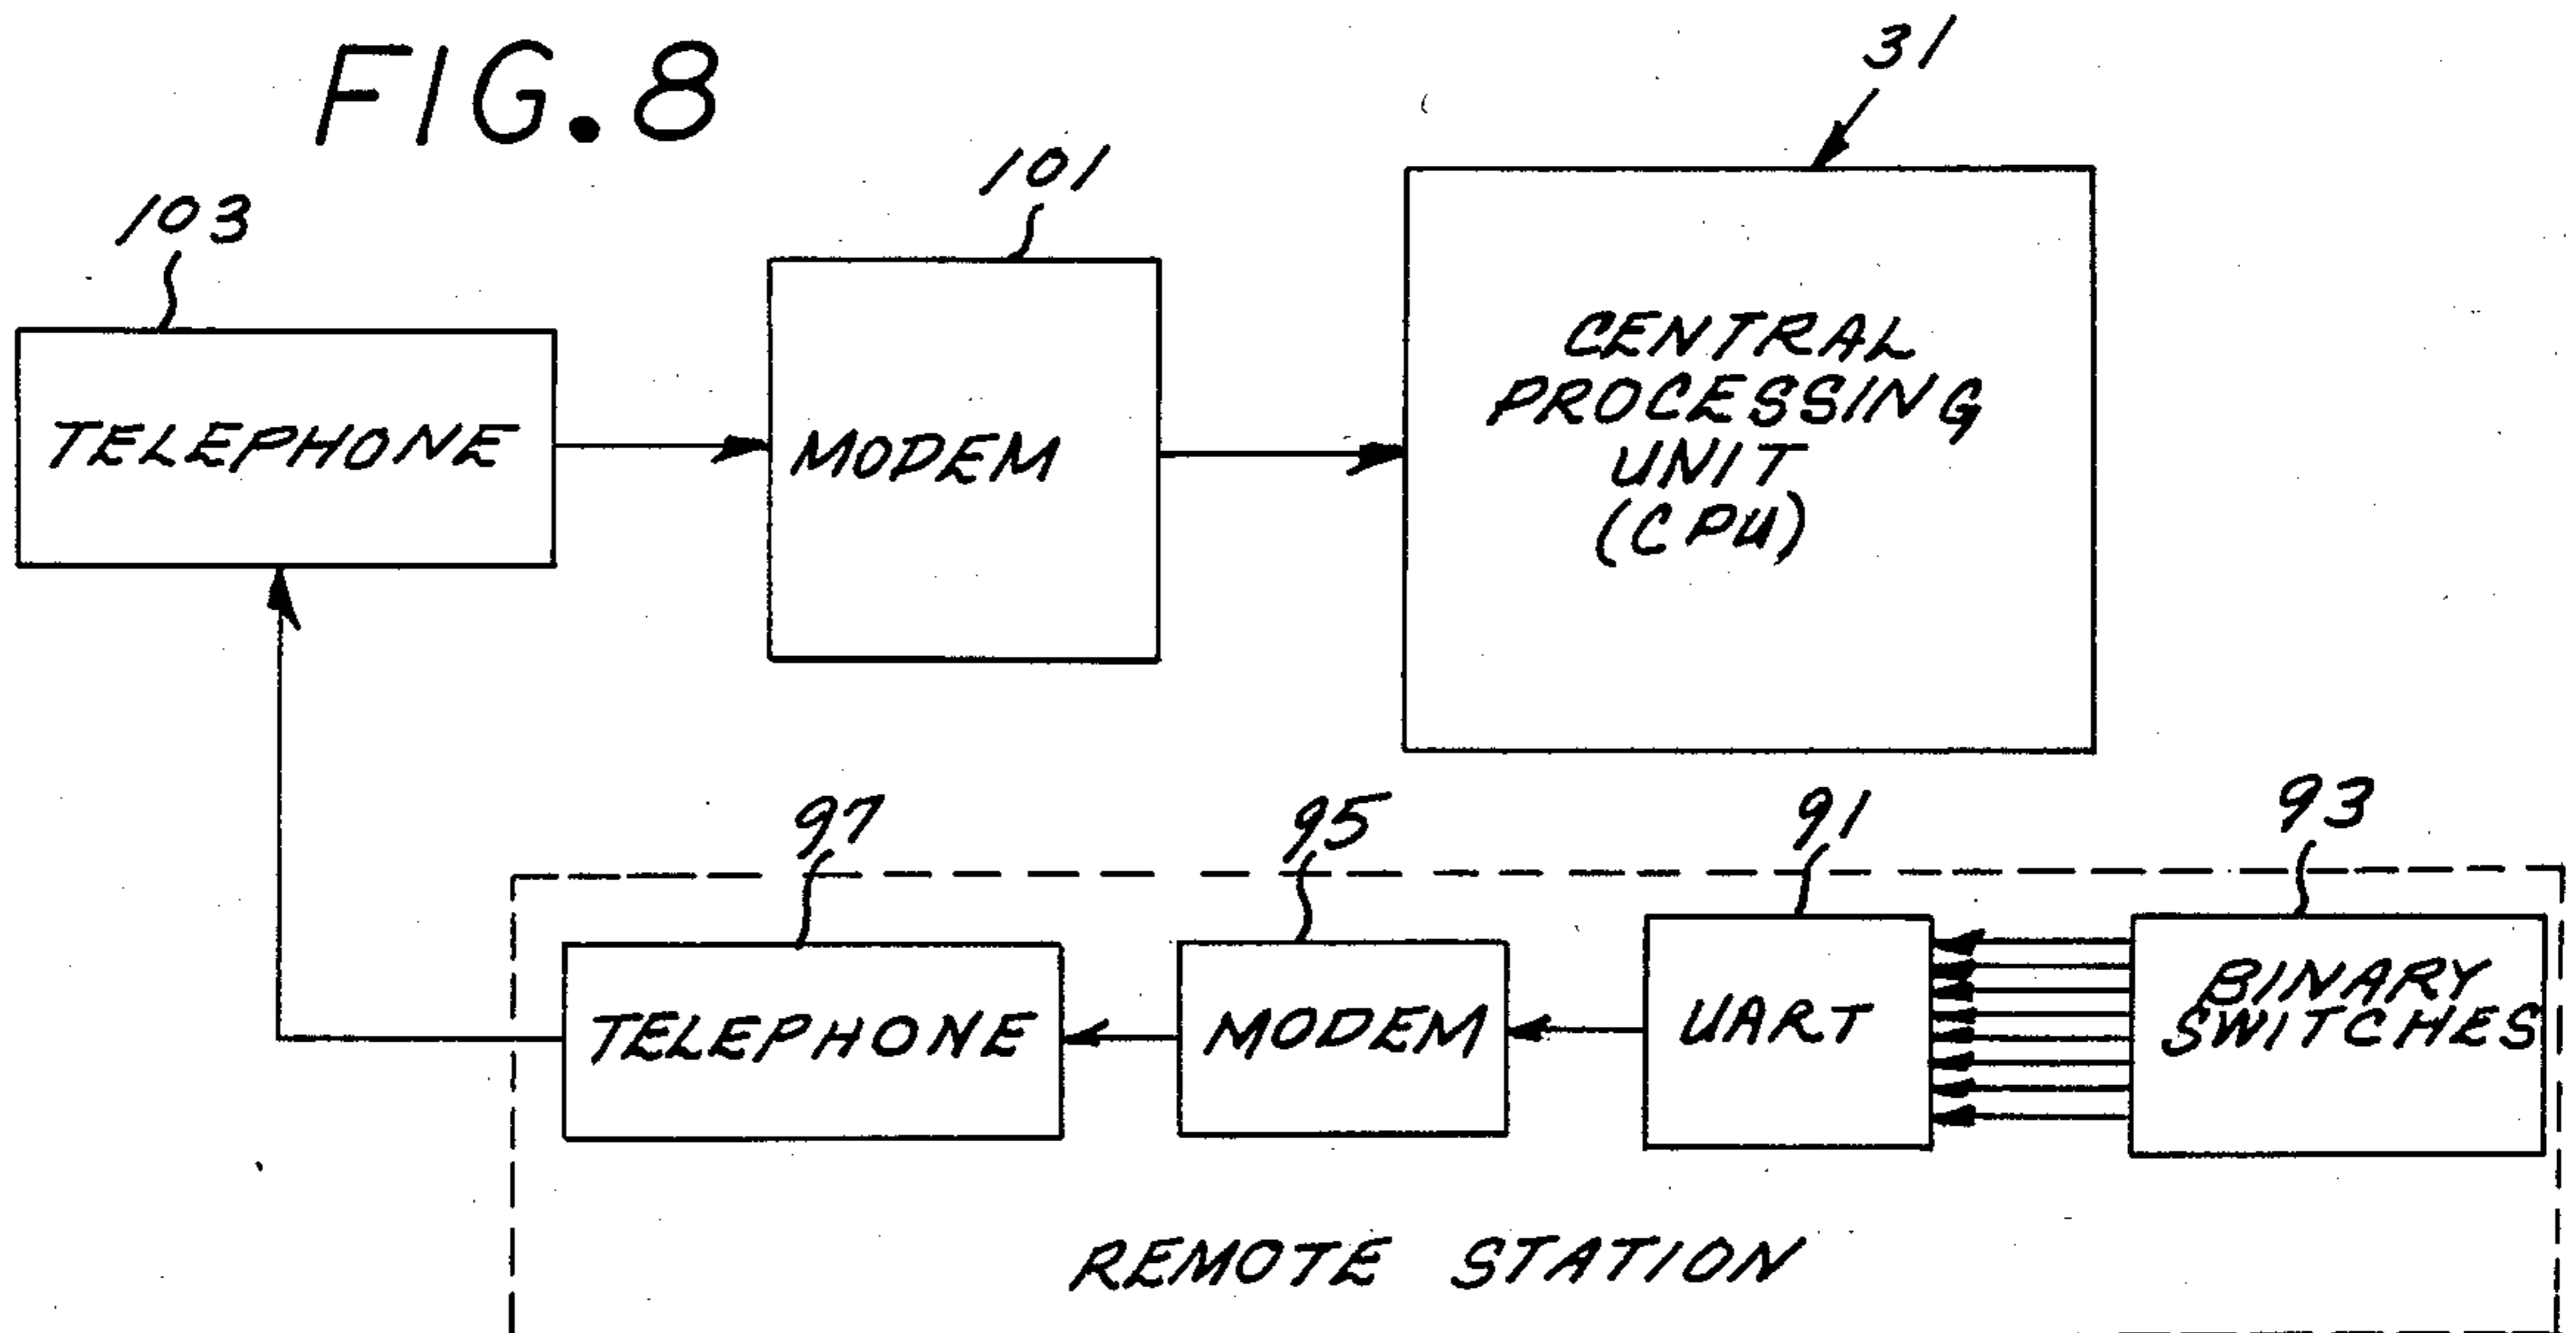 FIG. 8
31
101
103
CENTRAL
PROCESSING
UNIT
(CPU)
TELEPHONE
MODEM
97
95
91
93
TELEPHONE
MODEM
UART
BINARY
SWITCHES
REMOTE STATION